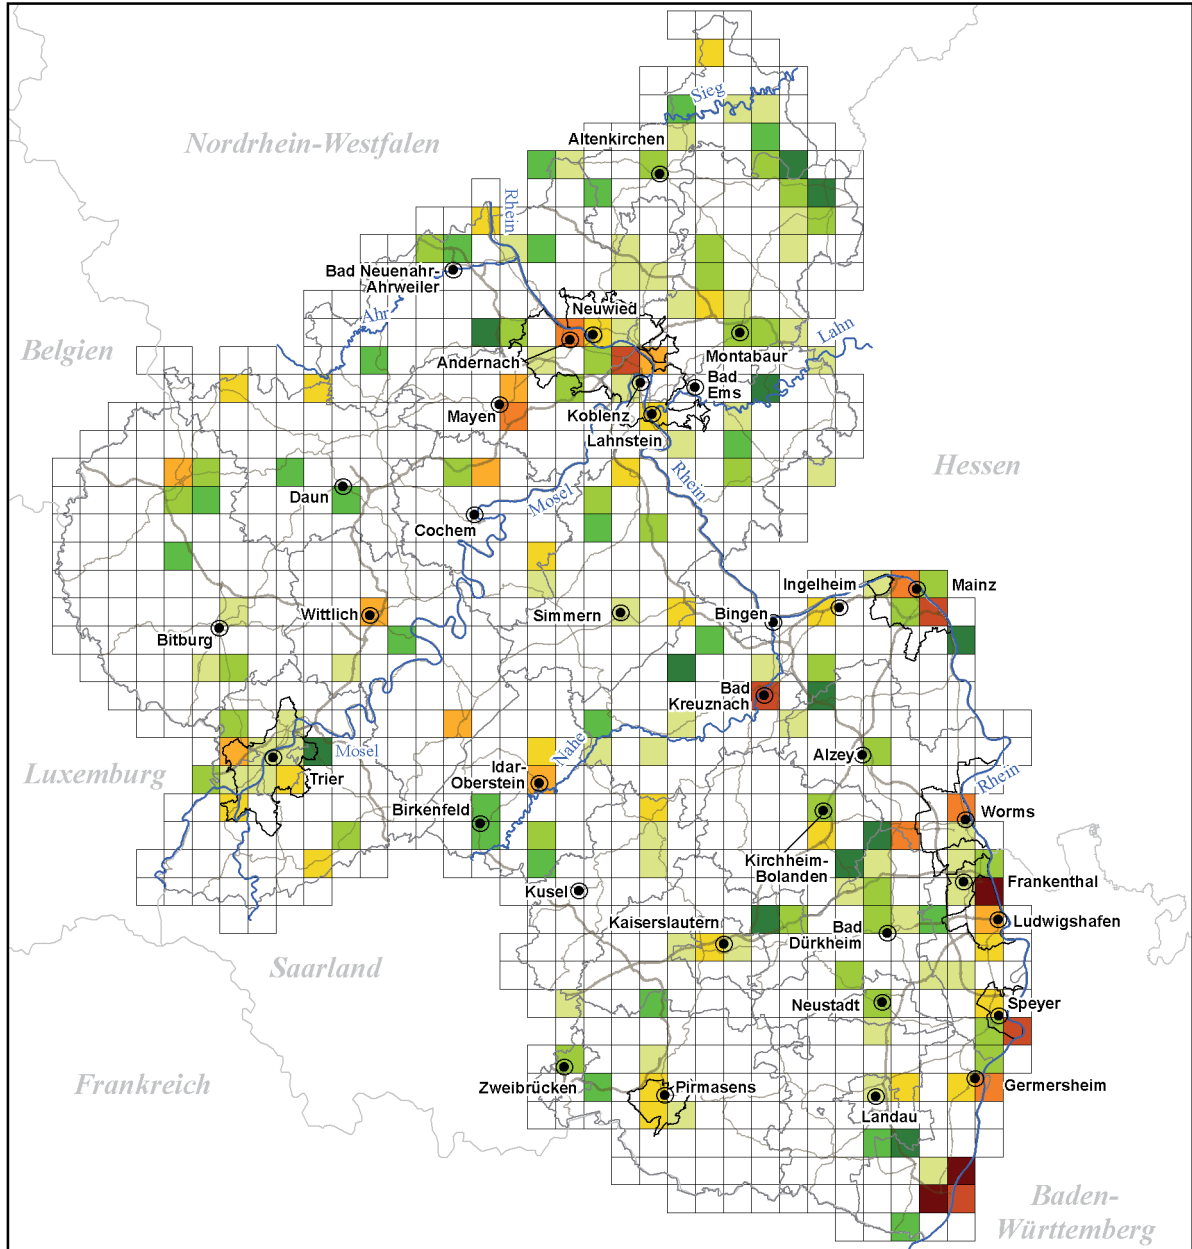 Sieg
Altenkirchen
Nordrhein-Westfalen
Rhein
Bad Neuenahr-
Ahrweiler
Neuwied
Ahr
Lahn
Belgien
Andernach
Montabaur
Bad
Ems
Mayen
Koblenz
Lahnstein
Rhein
Hessen
Daun
Mosel
Cochem
Ingelheim
Mainz
Wittlich
Simmern
Bingen
Bitburg
Bad
Kreuznach
Mosel
Nahe
Alzey
Luxemburg
Trier
Idar-
Oberstein
Rhein
Birkenfeld
Worms
Kirchheim-
Bolanden
Kusel
Frankenthal
Kaiserslautern
Bad
Dürkheim
Ludwigshafen
Saarland
Neustadt
Speyer
Frankreich
Zweibrücken
Pirmasens
Germersheim
Landau
Baden-
Württemberg